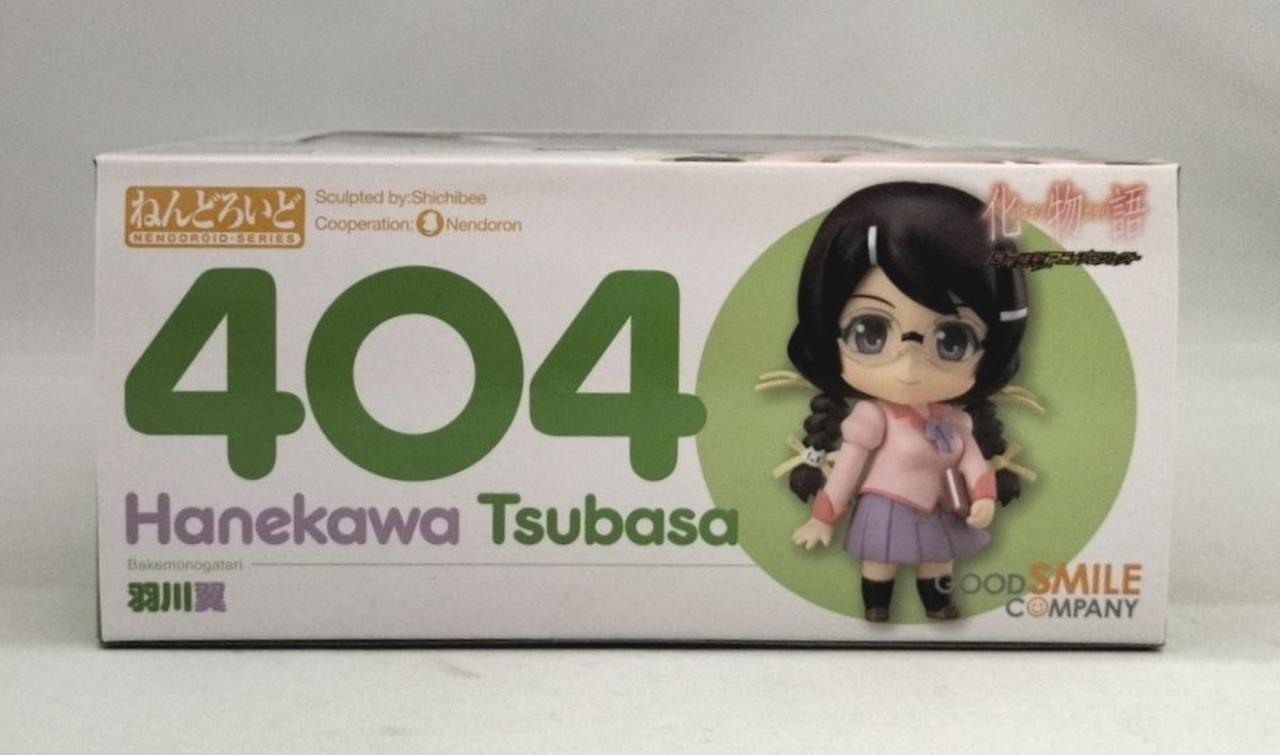 ねんどろいど
NENDOROID・SERIES
Sculpted by:Shichibee
Cooperation: Nendoron
404
Hanekawa Tsubasa
Bakemonogatari
羽川翼
化物語
GOOD SMILE
COMPANY